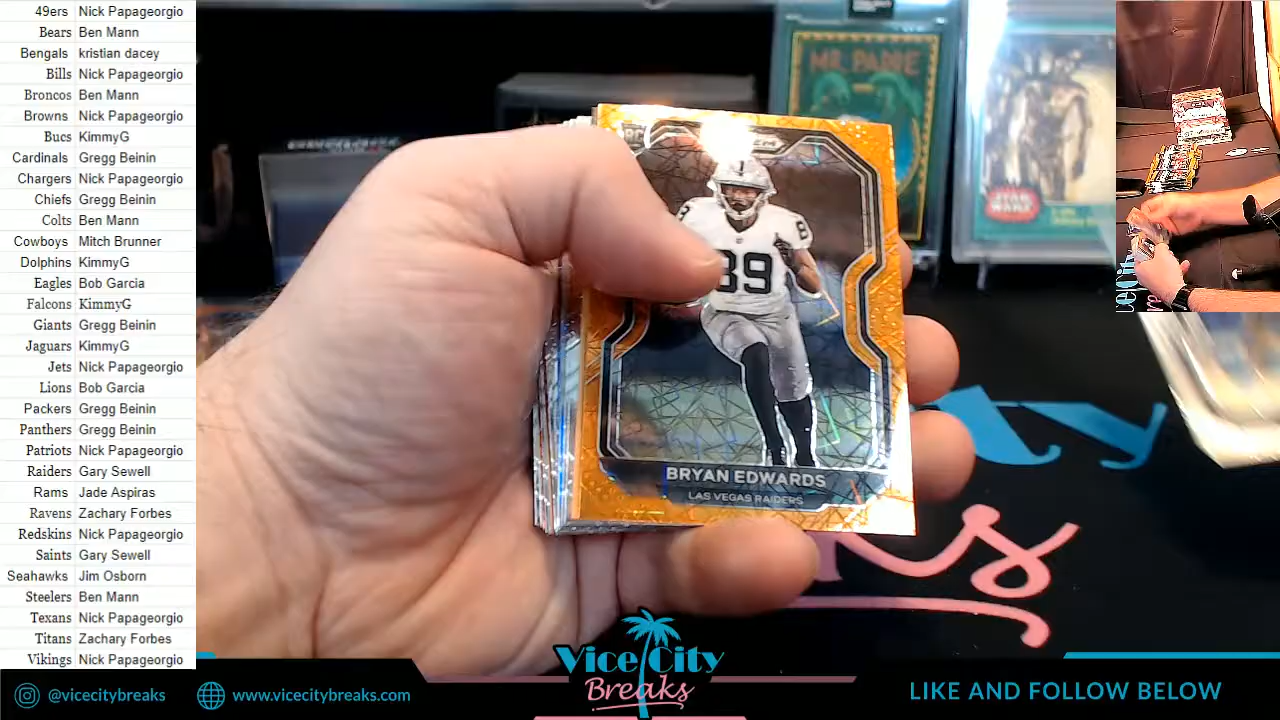 49ers Nick Papageorgio
Bears Ben Mann
Bengals kristian dacey
Bills Nick Papageorgio
Broncos Ben Mann
Browns Nick Papageorgio
Bucs KimmyG
Cardinals Gregg Beinin
Chargers Nick Papageorgio
Chiefs Gregg Beinin
Colts Ben Mann
Cowboys Mitch Brunner
Dolphins KimmyG
Eagles Bob Garcia
Falcons KimmyG
Giants Gregg Beinin
Jaguars KimmyG
Jets Nick Papageorgio
Lions Bob Garcia
Packers Gregg Beinin
Panthers Gregg Beinin
Patriots Nick Papageorgio
Raiders Gary Sewell
Rams Jade Aspiras
Ravens Zachary Forbes
Redskins Nick Papageorgio
Saints Gary Sewell
Seahawks Jim Osborn
Steelers Ben Mann
Texans Nick Papageorgio
Titans Zachary Forbes
Vikings Nick Papageorgio
STAR
WARS
89
BRYAN EDWARDS
LAS VEGAS RAIDERS
@vicecitybreaks
www.vicecitybreaks.com
Vice City
Breaks
LIKE AND FOLLOW BELOW